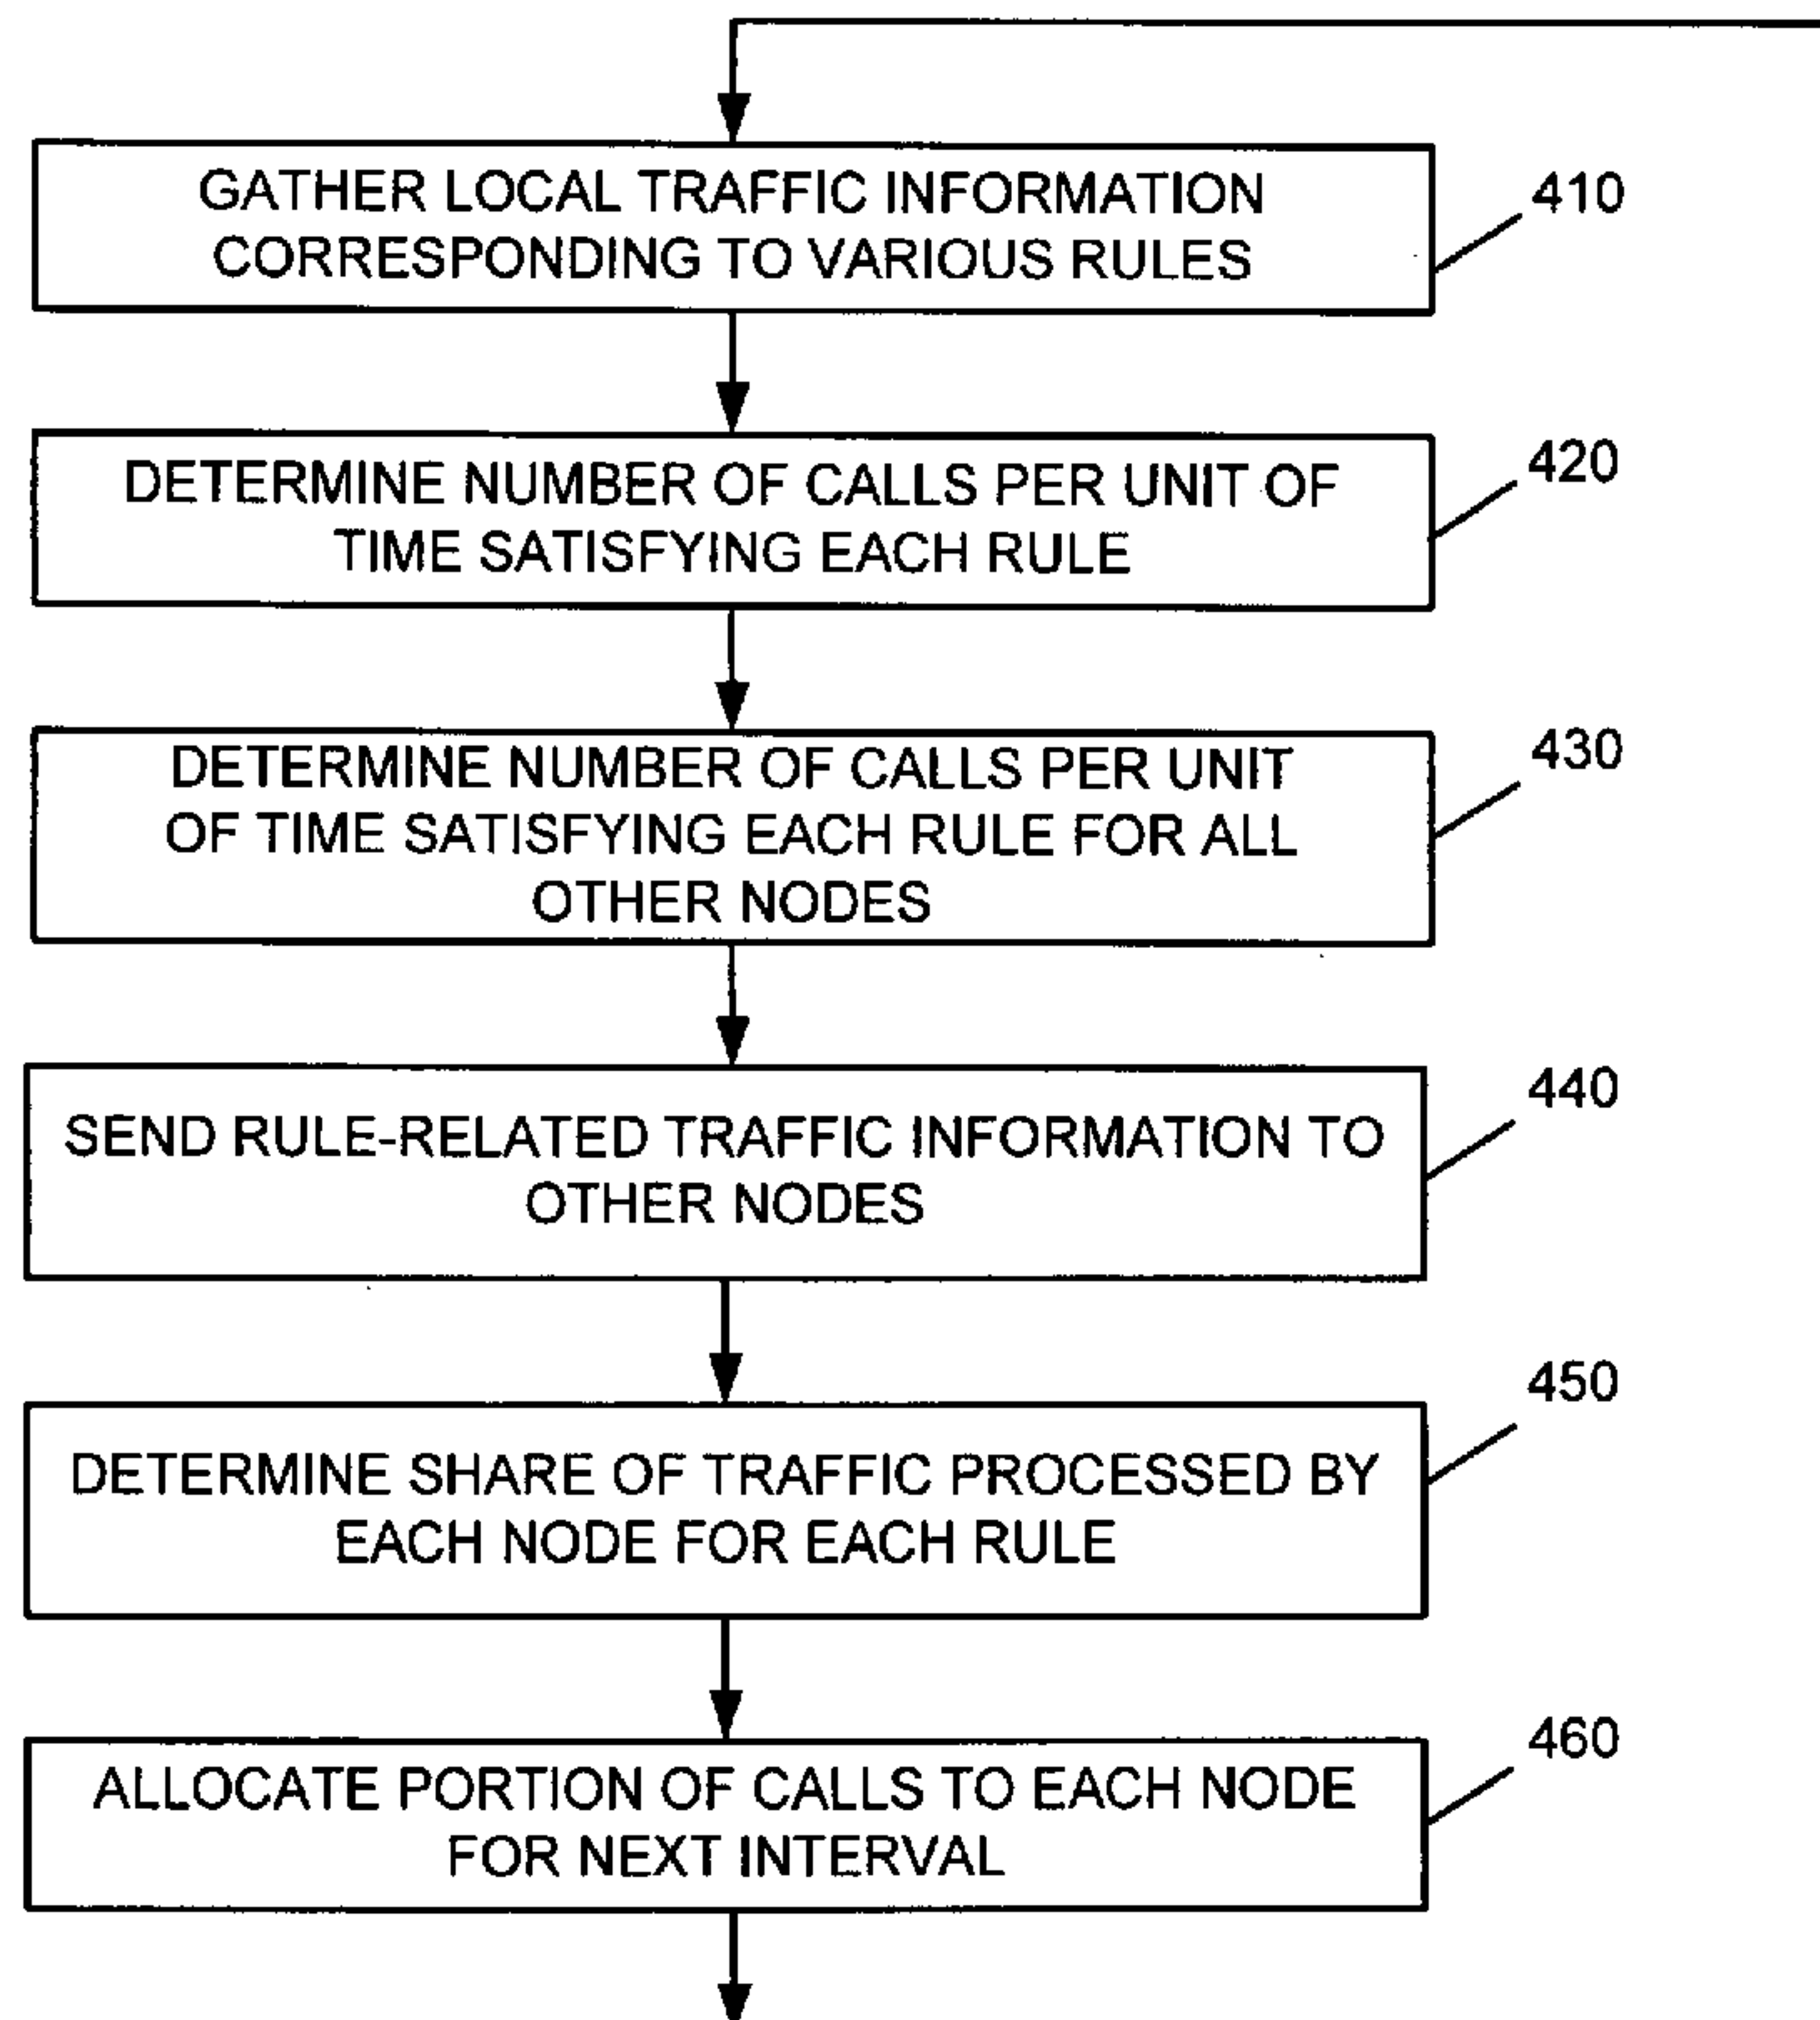 GATHER LOCAL TRAFFIC INFORMATION
CORRESPONDING TO VARIOUS RULES
410
DETERMINE NUMBER OF CALLS PER UNIT OF
TIME SATISFYING EACH RULE
420
DETERMINE NUMBER OF CALLS PER UNIT
OF TIME SATISFYING EACH RULE FOR ALL
OTHER NODES
430
SEND RULE-RELATED TRAFFIC INFORMATION TO
OTHER NODES
440
DETERMINE SHARE OF TRAFFIC PROCESSED BY
EACH NODE FOR EACH RULE
450
ALLOCATE PORTION OF CALLS TO EACH NODE
FOR NEXT INTERVAL
460